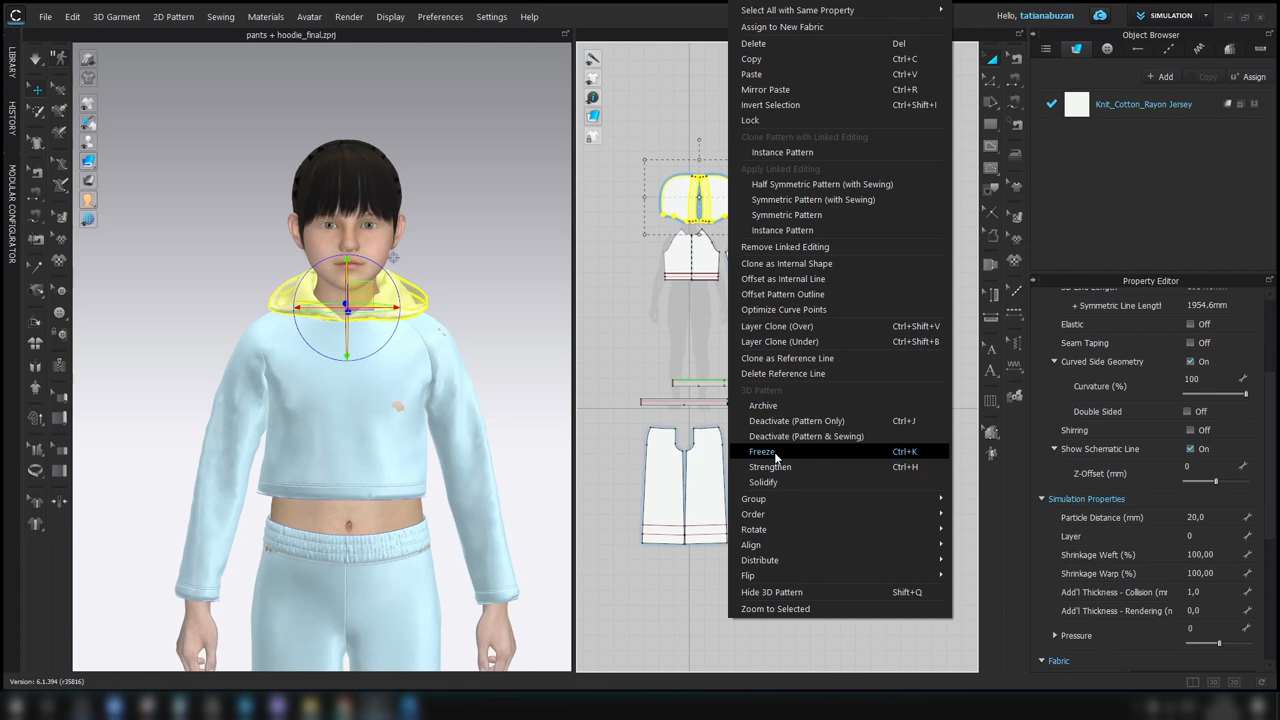 File Edit 3D Garment 2D Pattern Sewing Materials Avatar Render Display Preferences Settings Help
Hello, tatianabuzan
SIMULATION
pants + hoodie_final.zprj
LIBRARY
HISTORY
MODULAR CONFIGURATOR
Select All with Same Property
Assign to New Fabric
Delete Del
Copy Ctrl+C
Paste Ctrl+V
Mirror Paste Ctrl+R
Invert Selection Ctrl+Shift+I
Lock
Clone Pattern with Linked Editing
Instance Pattern
Apply Linked Editing
Half Symmetric Pattern (with Sewing)
Symmetric Pattern (with Sewing)
Symmetric Pattern
Instance Pattern
Remove Linked Editing
Clone as Internal Shape
Offset as Internal Line
Offset Pattern Outline
Optimize Curve Points
Layer Clone (Over) Ctrl+Shift+V
Layer Clone (Under) Ctrl+Shift+B
Clone as Reference Line
Delete Reference Line
3D Pattern
Archive
Deactivate (Pattern Only) Ctrl+J
Deactivate (Pattern & Sewing)
Freeze Ctrl+K
Strengthen Ctrl+H
Solidify
Group
Order
Rotate
Align
Distribute
Flip
Hide 3D Pattern Shift+Q
Zoom to Selected
Object Browser
+ Add Copy Assign
Knit_Cotton_Rayon Jersey
Property Editor
+ Symmetric Line Length 1954.6mm
Elastic Off
Seam Taping Off
Curved Side Geometry On
Curvature (%) 100
Double Sided Off
Shirring Off
Show Schematic Line On
Z-Offset (mm) 0
Simulation Properties
Particle Distance (mm) 20,0
Layer 0
Shrinkage Weft (%) 100,00
Shrinkage Warp (%) 100,00
Add'l Thickness - Collision (mr 1,0
Add'l Thickness - Rendering (n 0,0
Pressure 0
Fabric
Version: 6.1.394 (r35816)
3D 2D